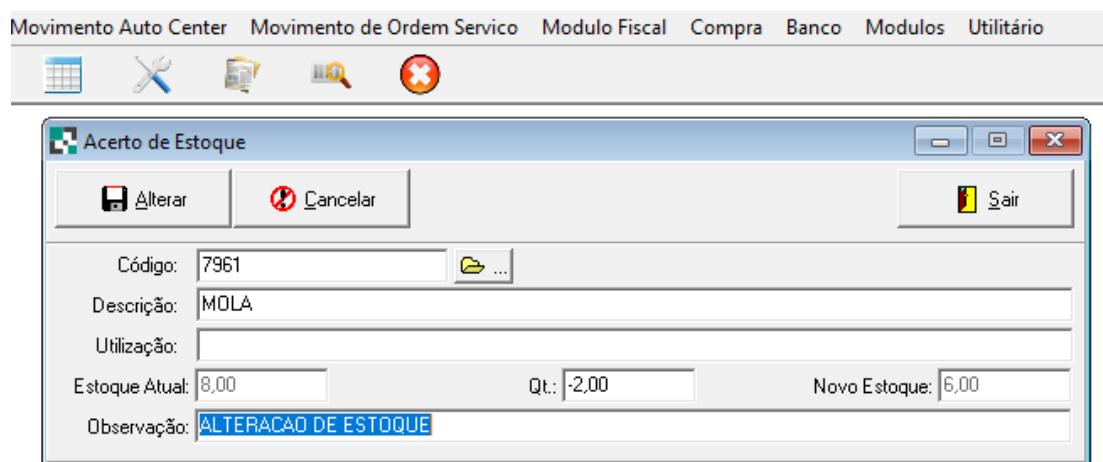 Movimento Auto Center Movimento de Ordem Servico Modulo Fiscal Compra Banco Modulos Utilitário
Acerto de Estoque
Alterar Cancelar Sair
Código: 7961 ...
Descrição: MOLA
Utilização:
Estoque Atual: 8,00 Qt.: -2,00 Novo Estoque: 6,00
Observação: ALTERACAO DE ESTOQUE